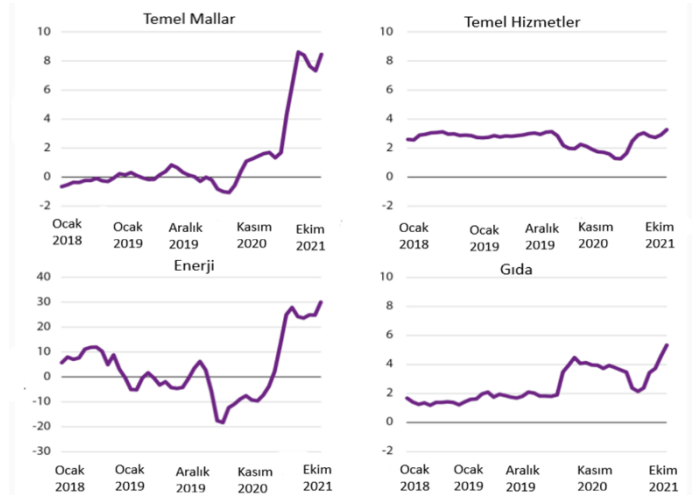 Temel Mallar
10
8
6
4
2
0
-2
Ocak
2018
Ocak
2019
Aralık
2019
Kasım
2020
Ekim
2021
Temel Hizmetler
10
8
6
4
2
0
-2
Ocak
2018
Ocak
2019
Aralık
2019
Kasım
2020
Ekim
2021
Enerji
40
30
20
10
0
-10
-20
-30
Ocak
2018
Ocak
2019
Aralık
2019
Kasım
2020
Ekim
2021
Gıda
10
8
6
4
2
0
-2
Ocak
2018
Ocak
2019
Aralık
2019
Kasım
2020
Ekim
2021